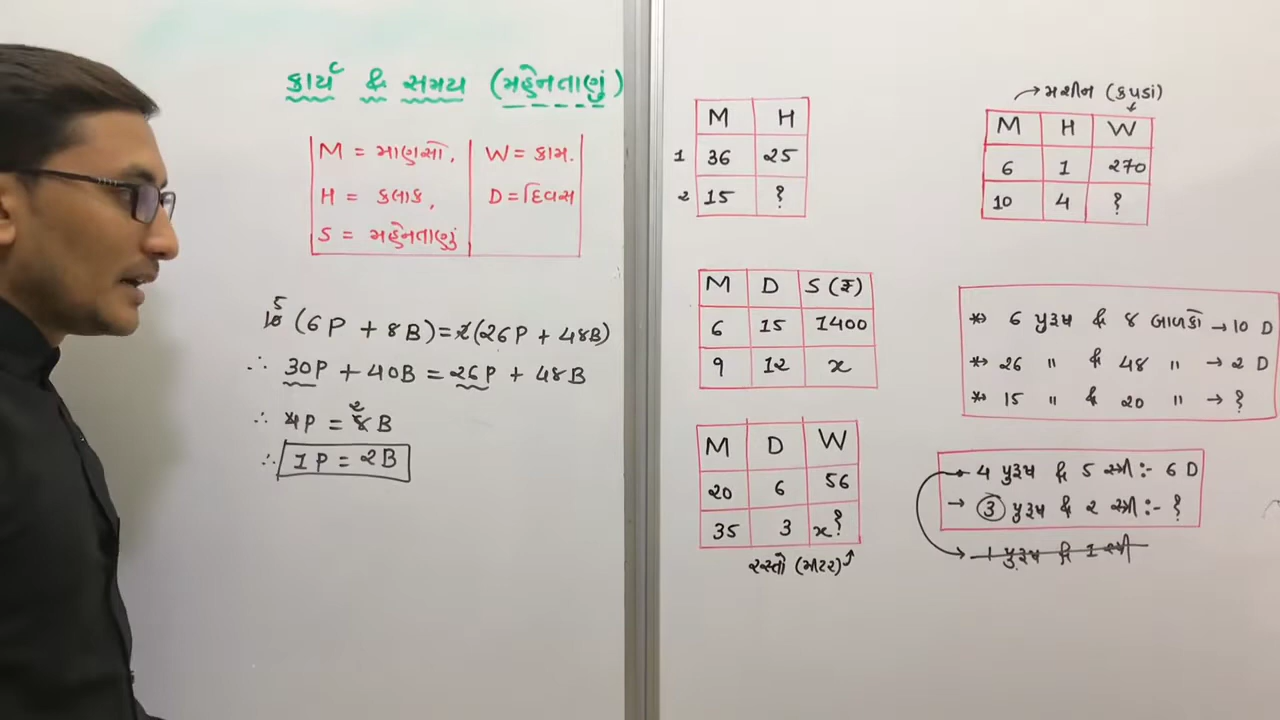 કાર્ય & સમય (મહેનતાણું)
M = માણસો, W = કામ.
H = કલાક, D = દિવસ
S = મહેનતાણું
5
10 (6P + 8B) = 2(26P + 48B)
∴ 30P + 40B = 26P + 48B
2
∴ 4P = 8B
∴ 1P = 2B
M H
1 36 25
2 15 ?
M D S (₹)
6 15 1400
9 12 x
M D W
20 6 56
35 3 x?
રસ્તો (મીટર)
→ મશીન (કપડાં)
M H W
6 1 270
10 4 ?
* 6 પુરૂષ & 8 બાળકો → 10 D
* 26 " & 48 " → 2 D
* 15 " & 20 " → ?
→ 4 પુરૂષ & 5 સ્ત્રી :- 6 D
→ 3 પુરૂષ & 2 સ્ત્રી :- ?
1 પુરૂષ & 1 સ્ત્રી